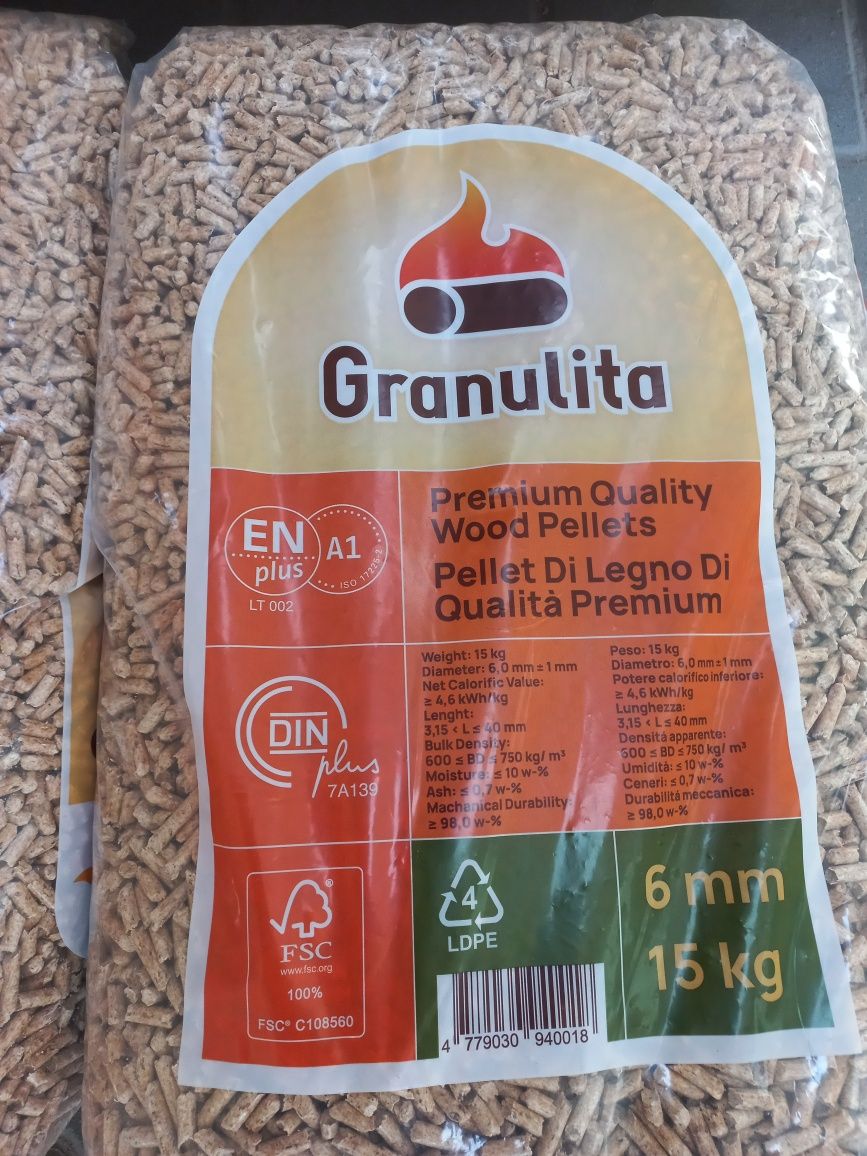 Granulita
EN
plus
A1
ISO 17225-2
LT 002
Premium Quality
Wood Pellets
Pellet Di Legno Di
Qualità Premium
DIN
plus
7A139
Weight: 15 kg
Diameter: 6,0 mm ± 1 mm
Net Calorific Value:
≥ 4,6 kWh/kg
Lenght:
3,15 < L ≤ 40 mm
Bulk Density:
600 ≤ BD ≤ 750 kg/ m³
Moisture: ≤ 10 w-%
Ash: ≤ 0,7 w-%
Machanical Durability:
≥ 98,0 w-%
Peso: 15 kg
Diametro: 6,0 mm ± 1 mm
Potere calorifico inferiore:
≥ 4,6 kWh/kg
Lunghezza:
3,15 < L ≤ 40 mm
Densitá apparente:
600 ≤ BD ≤ 750 kg/ m³
Umidità: ≤ 10 w-%
Ceneri: ≤ 0,7 w-%
Durabilitá meccanica:
≥ 98,0 w-%
®
FSC
www.fsc.org
100%
FSC® C108560
4
LDPE
4 779030 940018
6 mm
15 kg